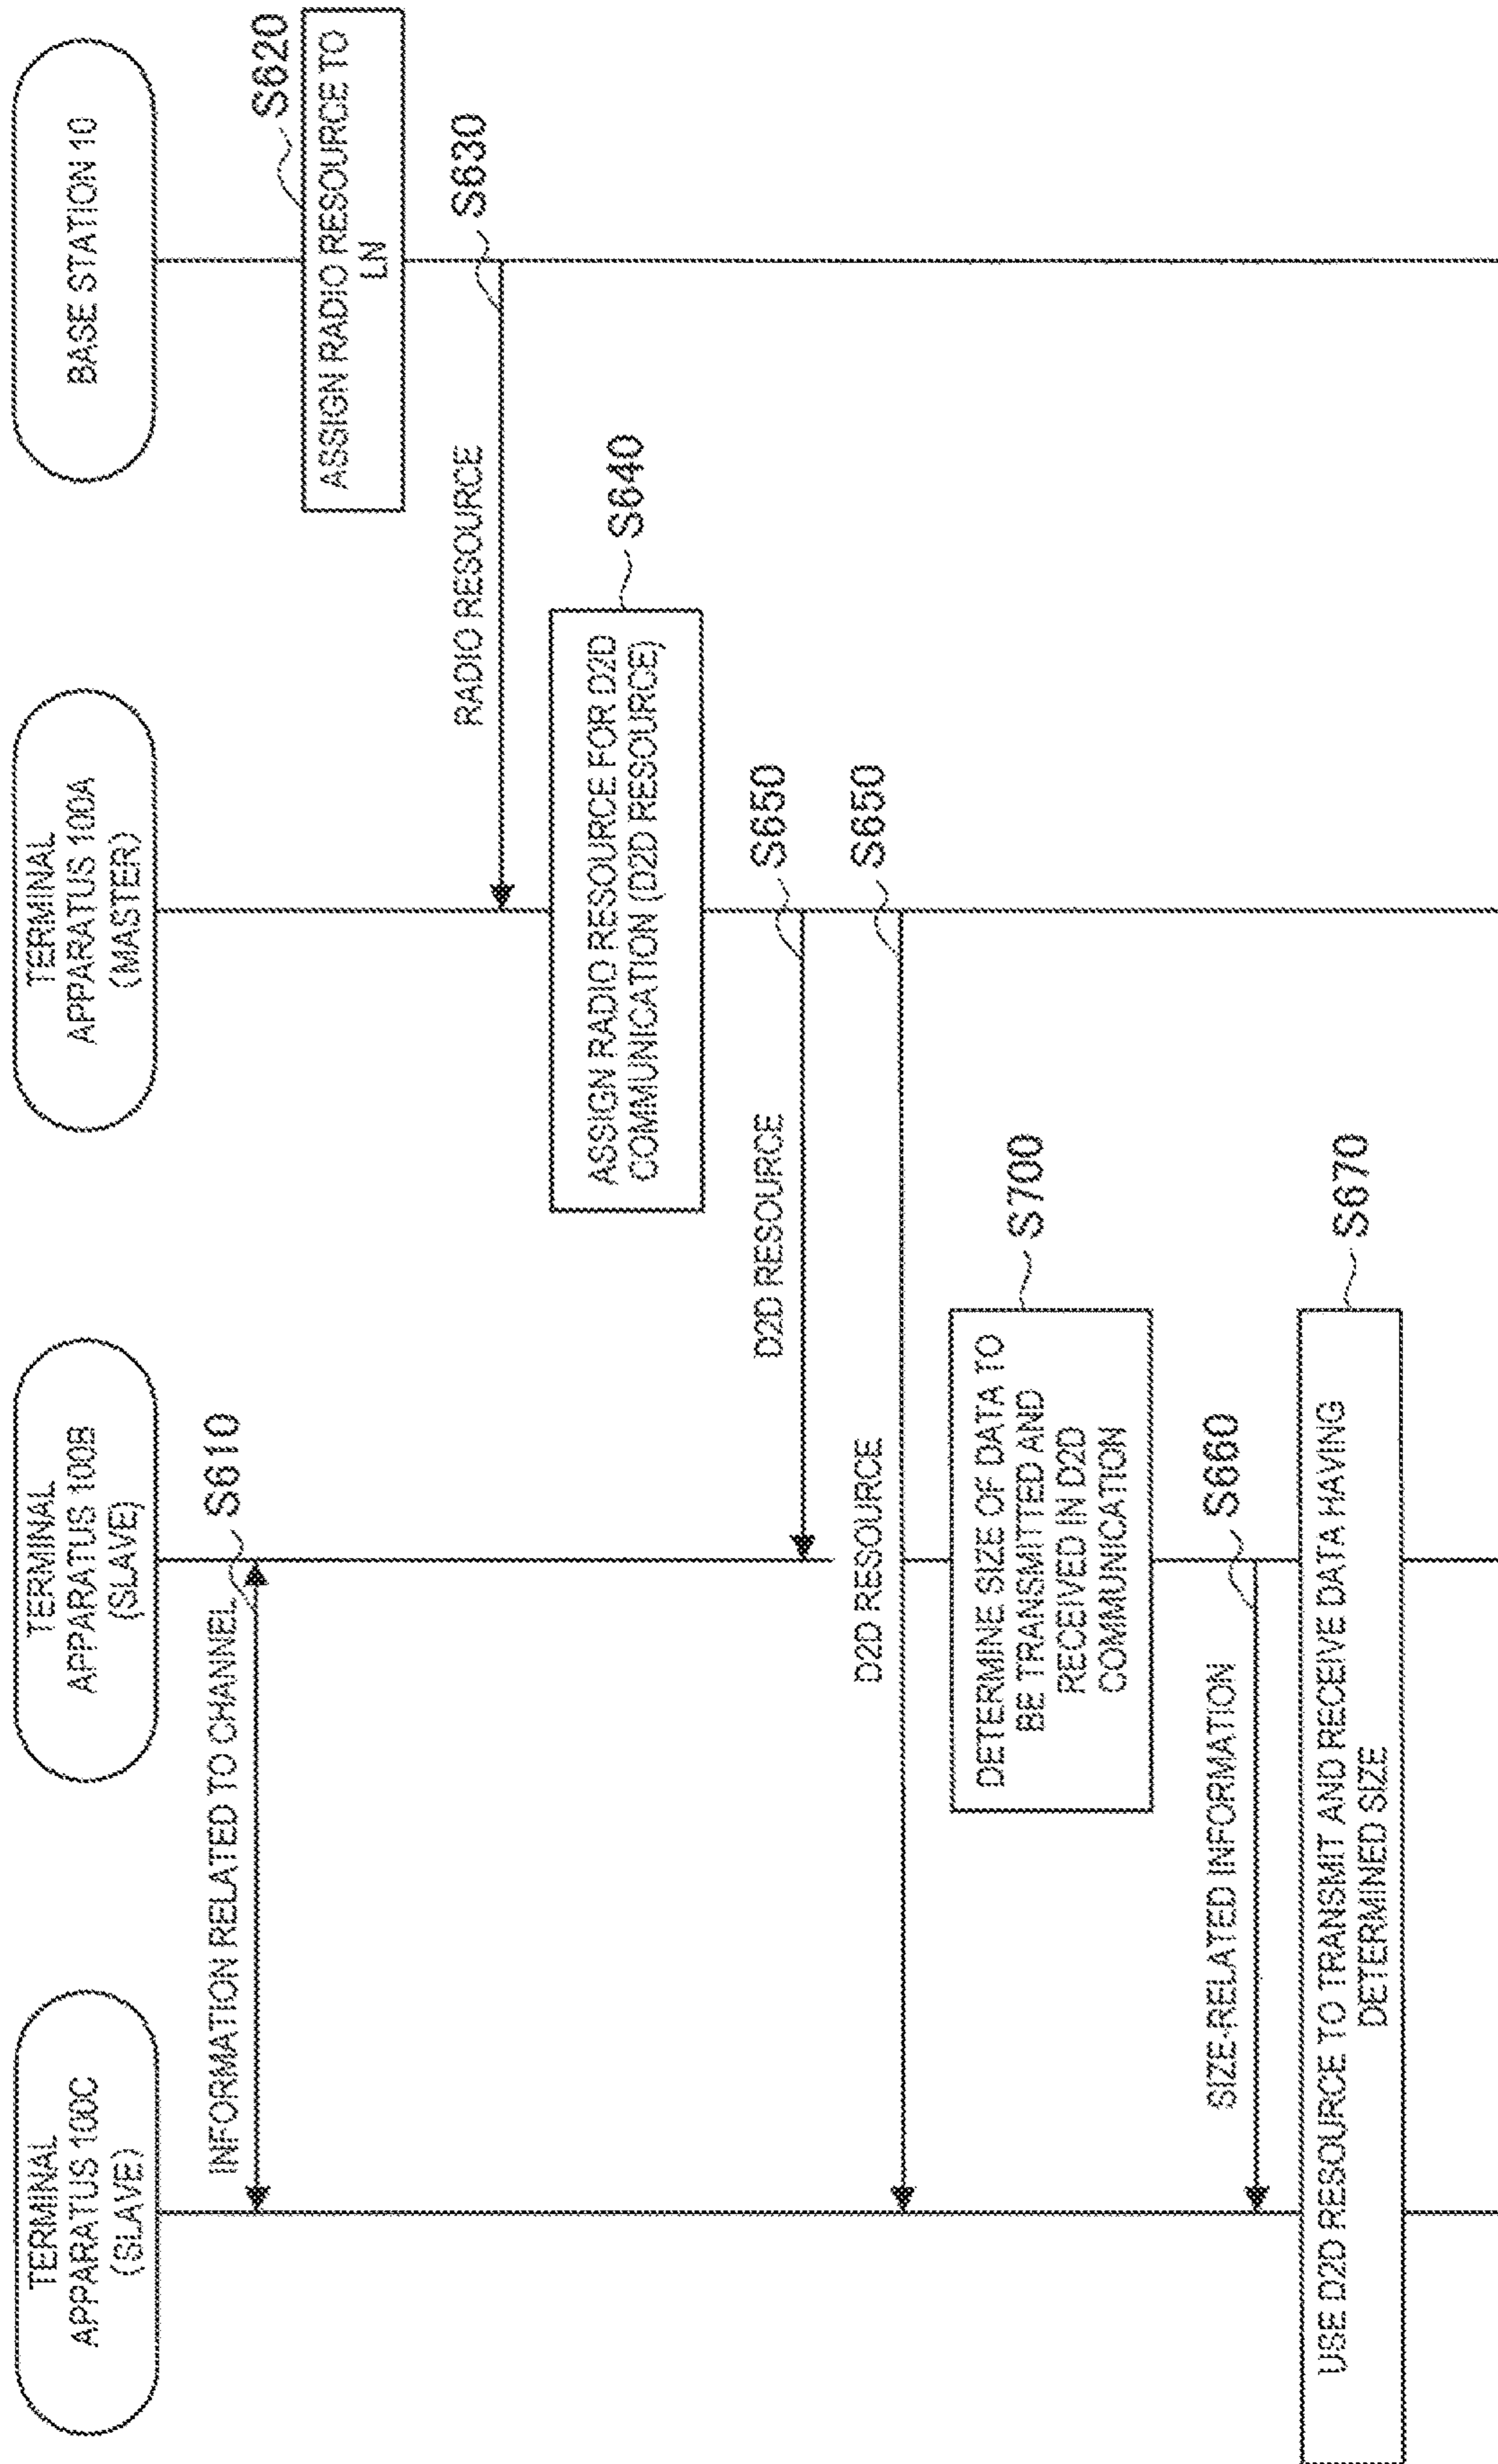 TERMINAL
APPARATUS 100C
(SLAVE)
TERMINAL
APPARATUS 100B
(SLAVE)
TERMINAL
APPARATUS 100A
(MASTER)
BASE STATION 10
INFORMATION RELATED TO CHANNEL
S610
S620
ASSIGN RADIO RESOURCE TO
LN
RADIO RESOURCE
S630
ASSIGN RADIO RESOURCE FOR D2D
COMMUNICATION (D2D RESOURCE)
S640
D2D RESOURCE
S650
D2D RESOURCE
S650
DETERMINE SIZE OF DATA TO
BE TRANSMITTED AND
RECEIVED IN D2D
COMMUNICATION
S700
SIZE-RELATED INFORMATION
S660
USE D2D RESOURCE TO TRANSMIT AND RECEIVE DATA HAVING
DETERMINED SIZE
S670